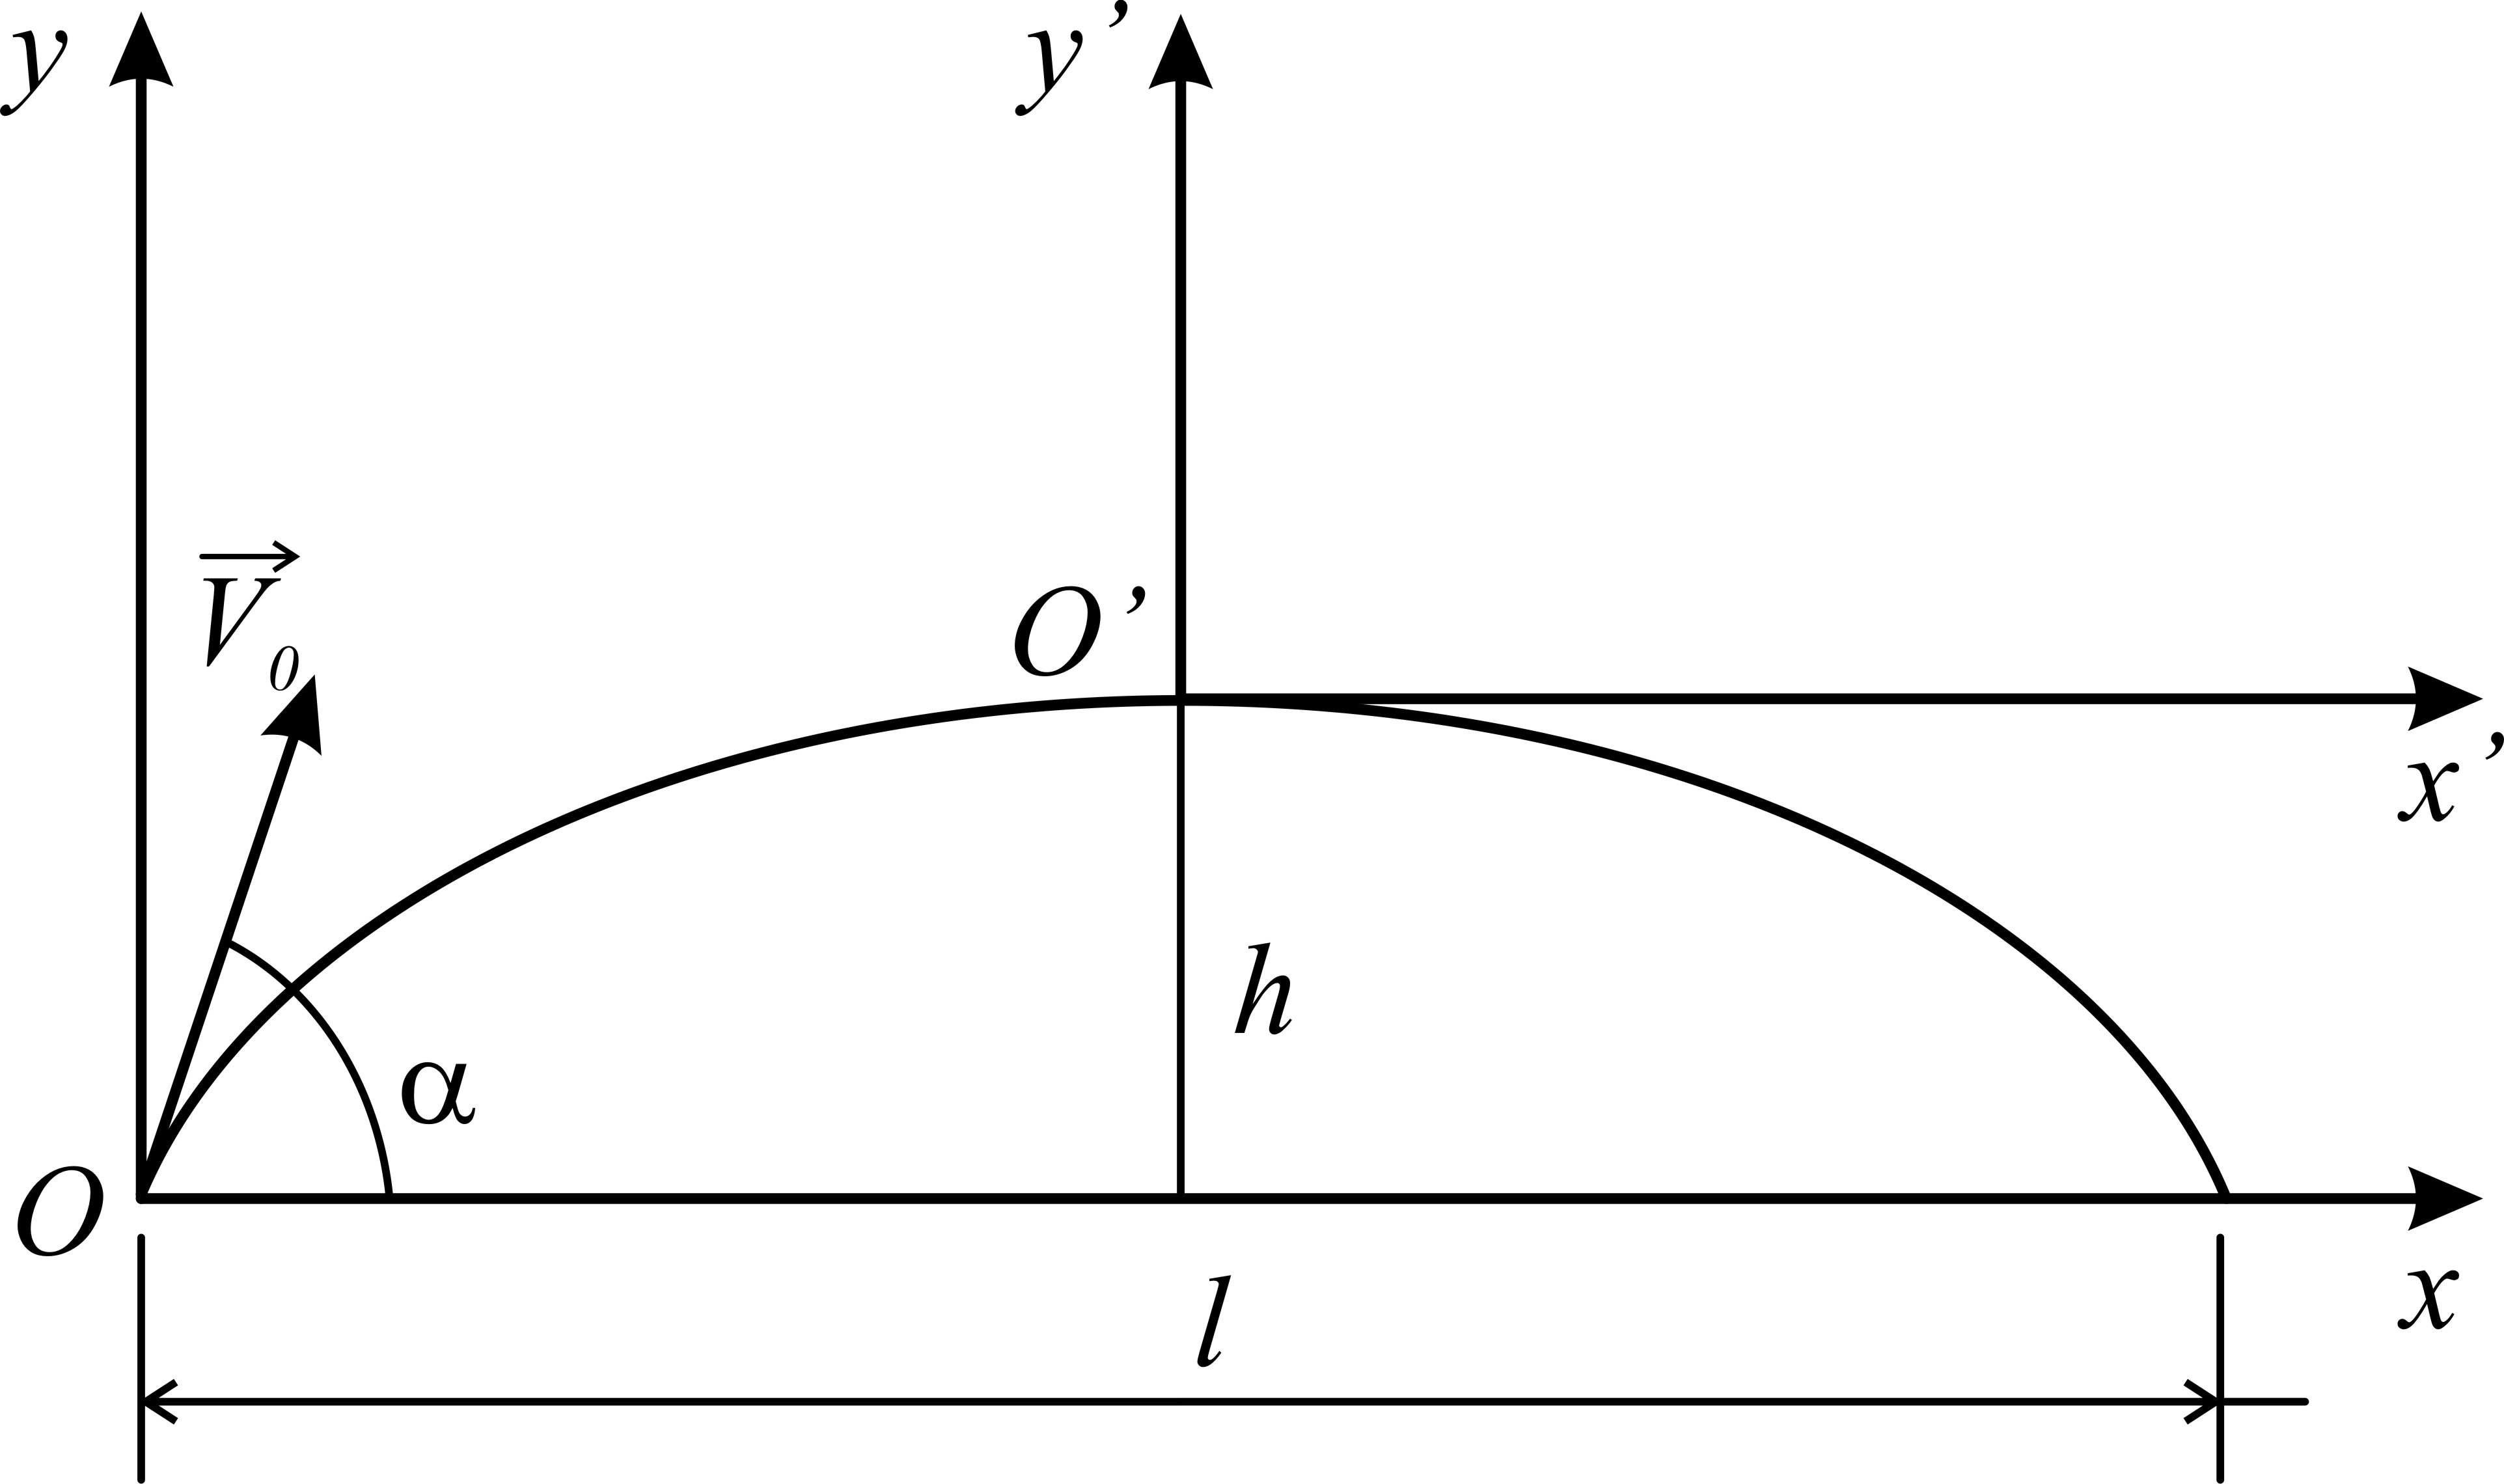 y
y’
V₀
O’
x’
h
α
O
l
x